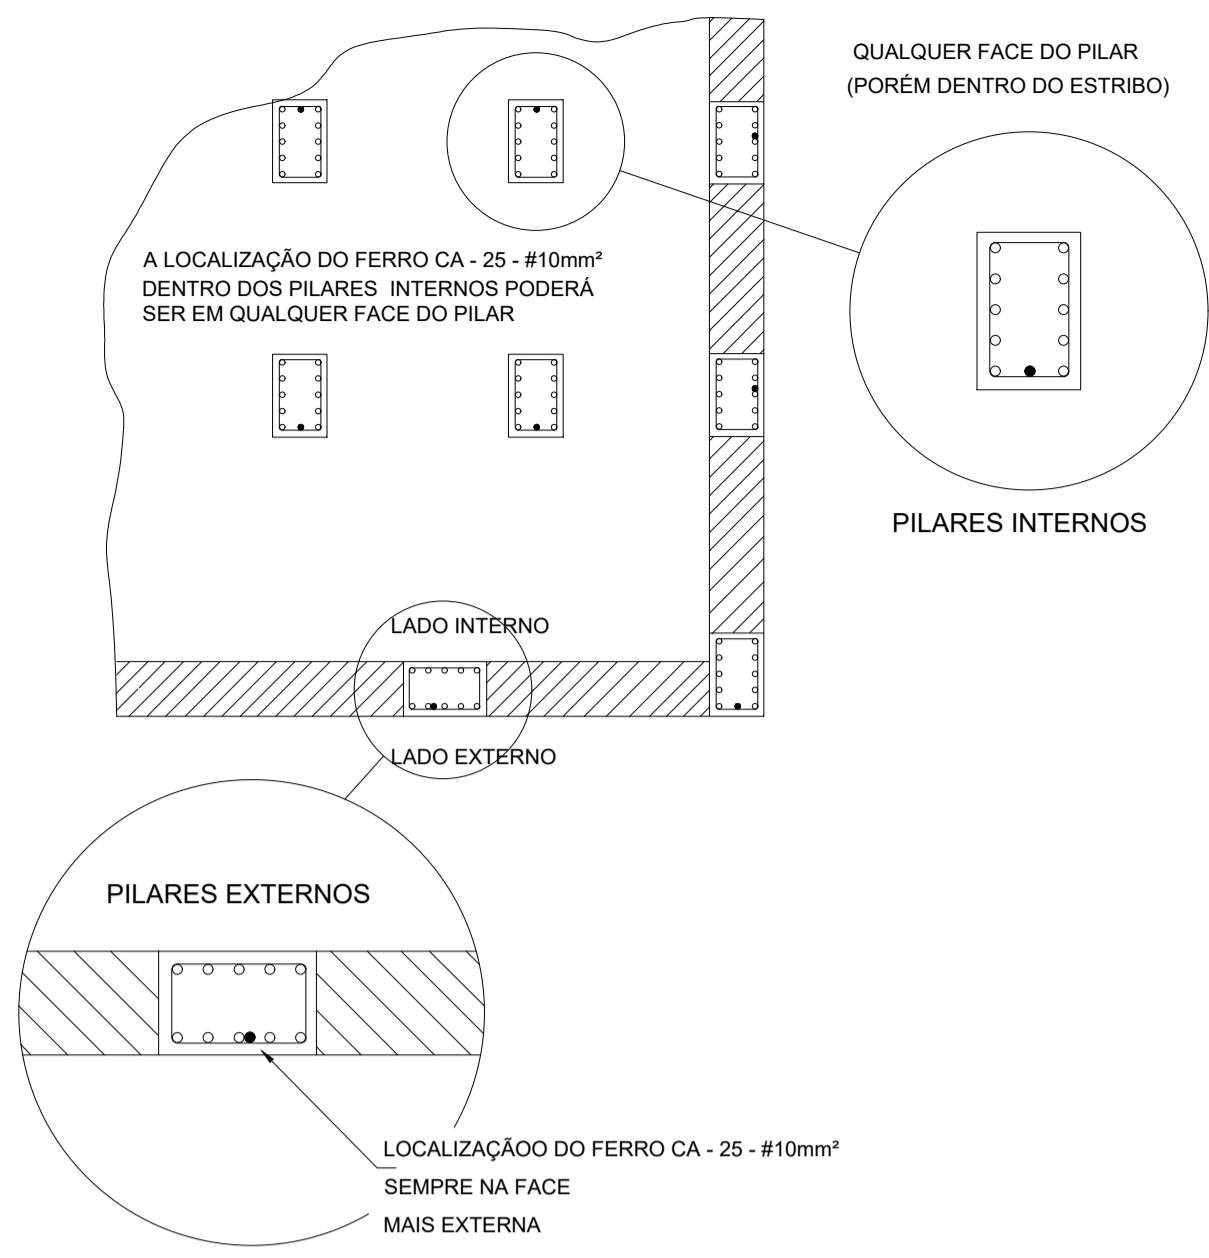 QUALQUER FACE DO PILAR
(PORÉM DENTRO DO ESTRIBO)
A LOCALIZAÇÃO DO FERRO CA - 25 - #10mm²
DENTRO DOS PILARES INTERNOS PODERÁ
SER EM QUALQUER FACE DO PILAR
PILARES INTERNOS
LADO INTERNO
LADO EXTERNO
PILARES EXTERNOS
LOCALIZAÇÃOO DO FERRO CA - 25 - #10mm²
SEMPRE NA FACE
MAIS EXTERNA